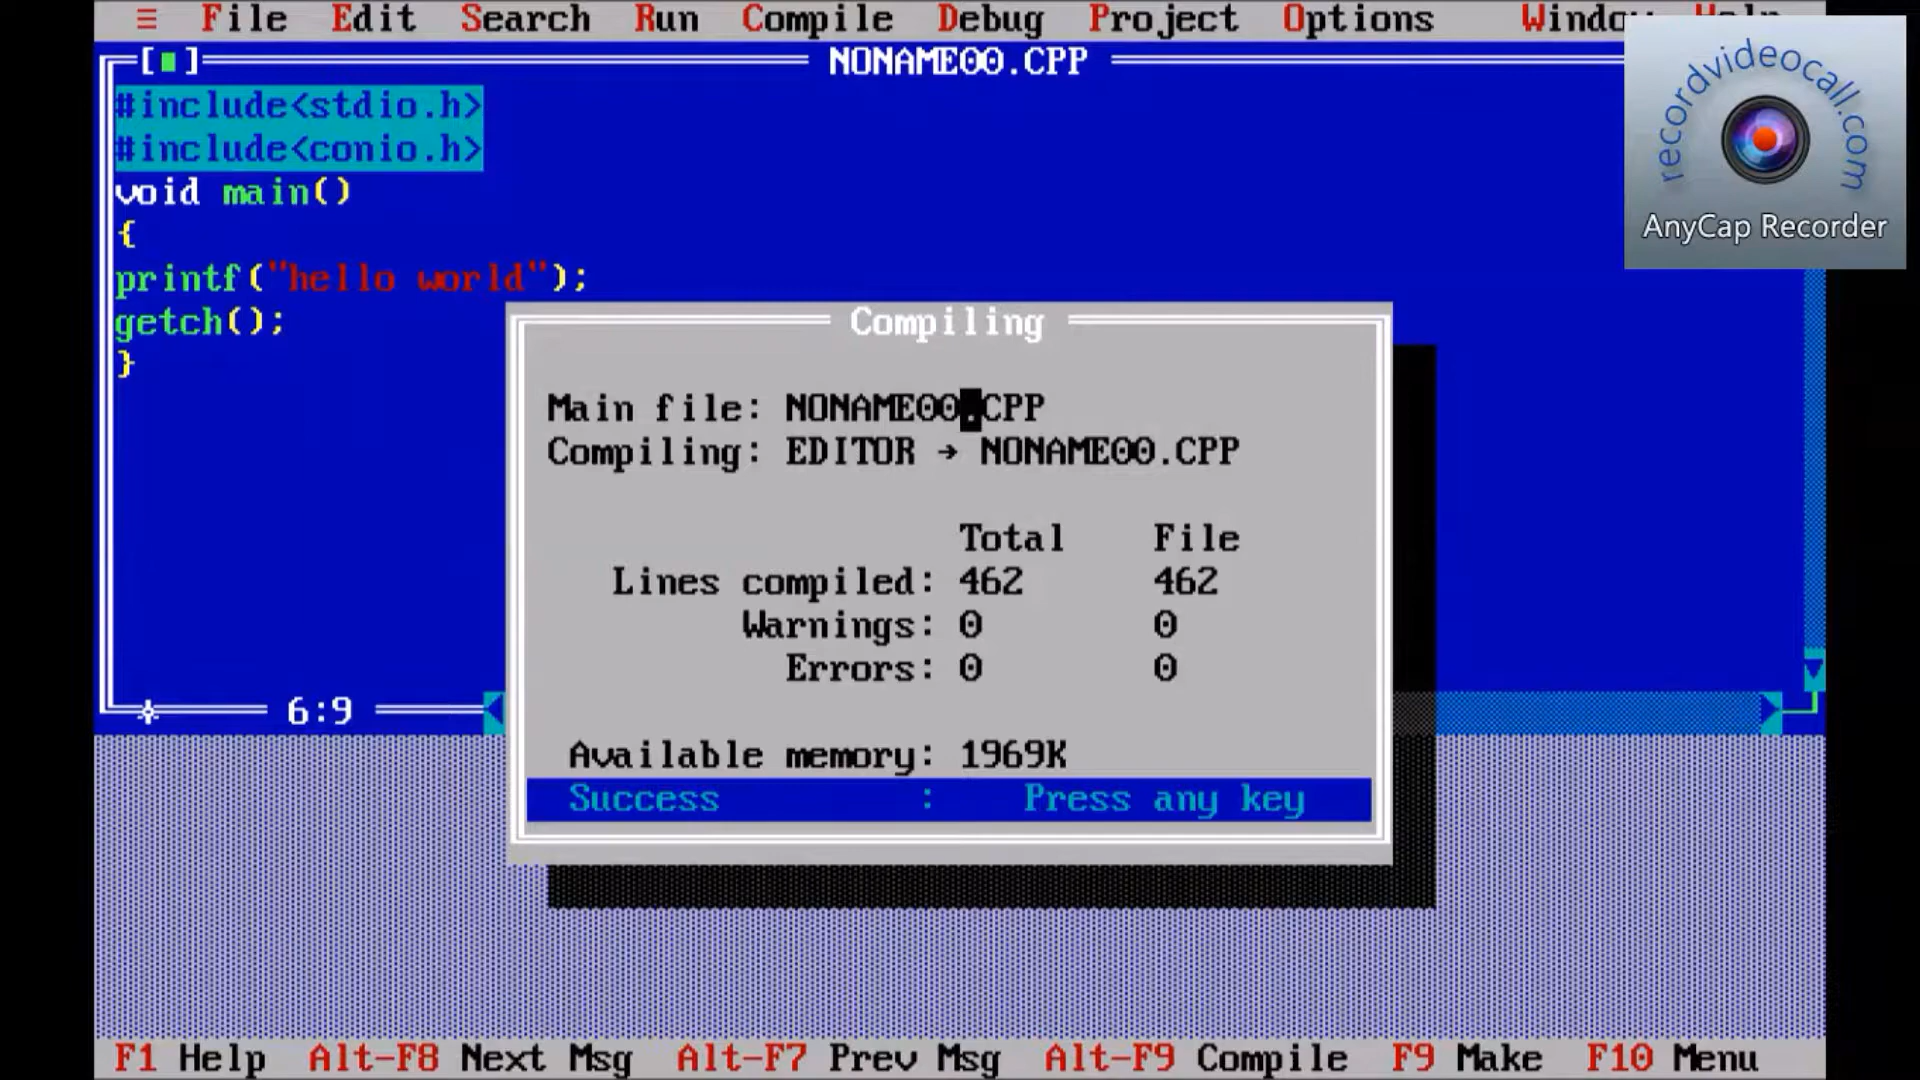 ≡ File Edit Search Run Compile Debug Project Options Window Help
[■] NONAME00.CPP
#include<stdio.h>
#include<conio.h>
void main()
{
printf("hello world");
getch();
}
Compiling
Main file: NONAME00.CPP
Compiling: EDITOR → NONAME00.CPP
Total File
Lines compiled: 462 462
Warnings: 0 0
Errors: 0 0
Available memory: 1969K
Success : Press any key
6:9
F1 Help Alt-F8 Next Msg Alt-F7 Prev Msg Alt-F9 Compile F9 Make F10 Menu
recordvideocall.com
AnyCap Recorder